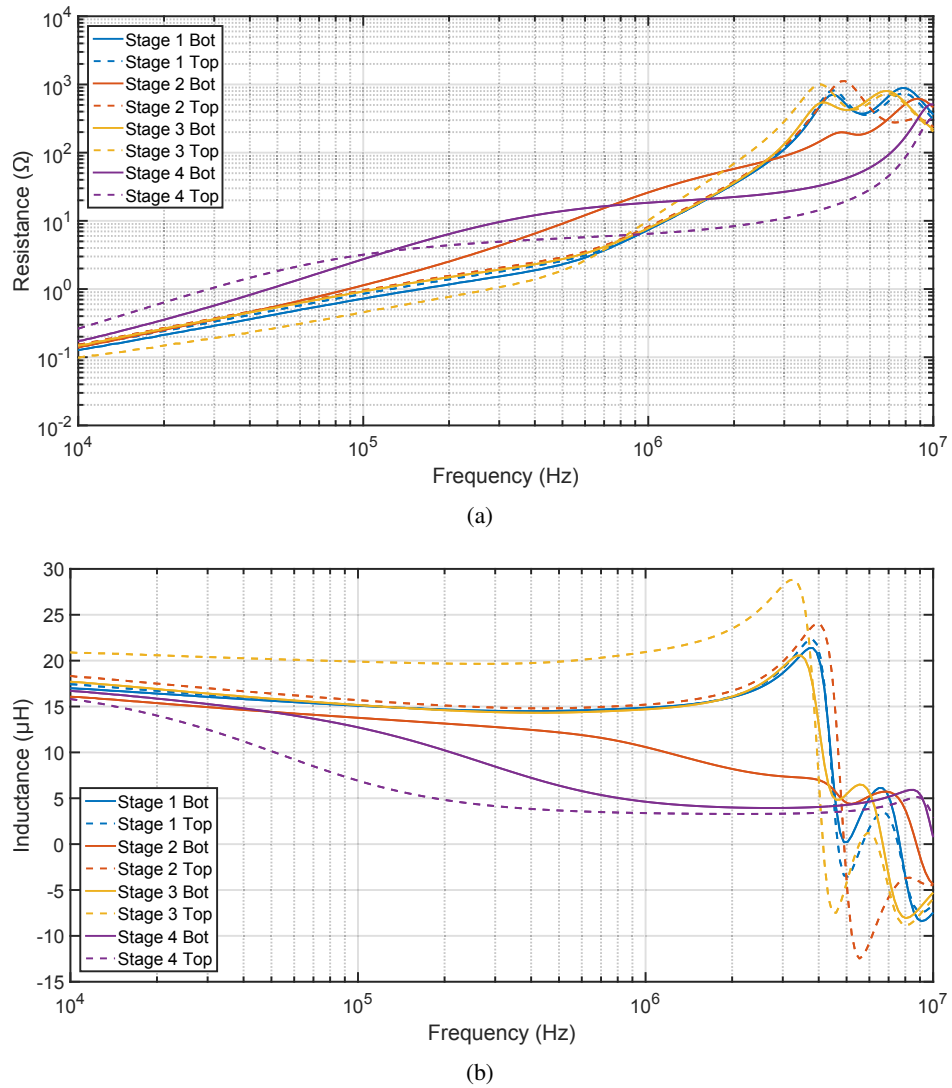 10^4
10^3
10^2
10^1
10^0
10^-1
10^-2
Resistance (Ω)
Stage 1 Bot
Stage 1 Top
Stage 2 Bot
Stage 2 Top
Stage 3 Bot
Stage 3 Top
Stage 4 Bot
Stage 4 Top
10^4
10^5
10^6
10^7
Frequency (Hz)
(a)
30
25
20
15
10
5
0
-5
-10
-15
Inductance (µH)
Stage 1 Bot
Stage 1 Top
Stage 2 Bot
Stage 2 Top
Stage 3 Bot
Stage 3 Top
Stage 4 Bot
Stage 4 Top
10^4
10^5
10^6
10^7
Frequency (Hz)
(b)